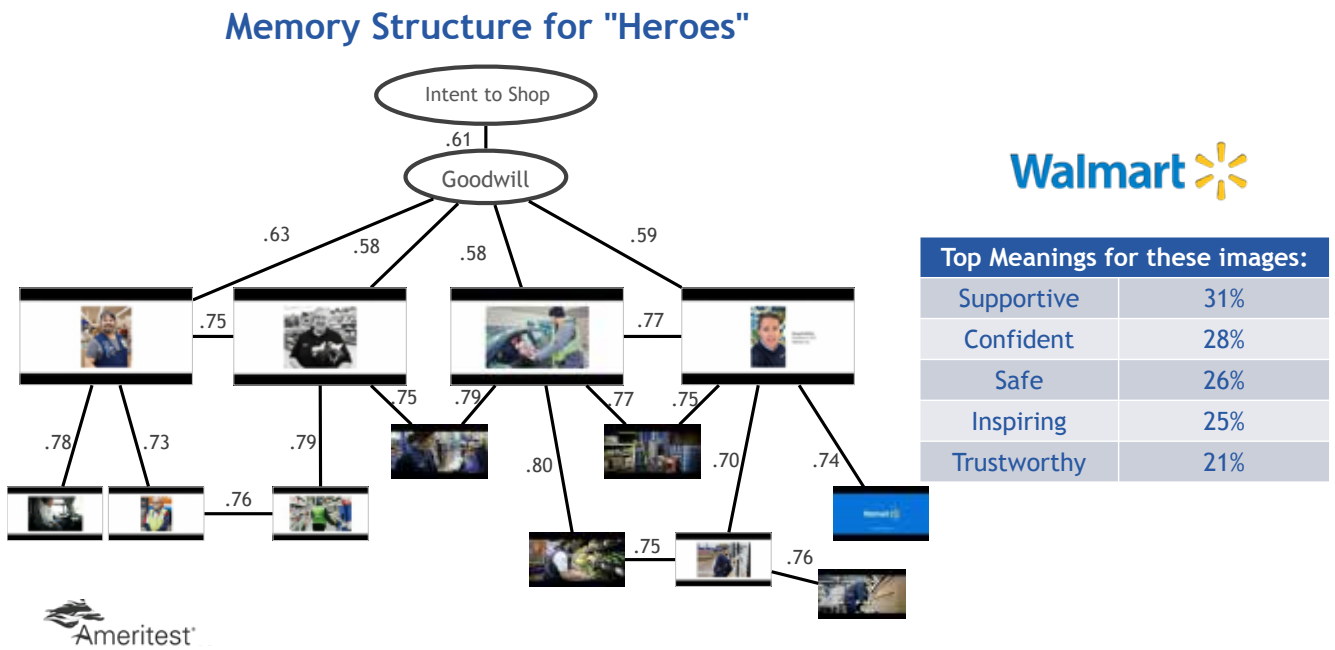 Memory Structure for "Heroes"
Intent to Shop
.61
Goodwill
.63
.58
.58
.59
.75
.77
.78
.73
.79
.75
.79
.77
.75
.80
.70
.74
.76
.75
.76
Walmart
Walmart
Top Meanings for these images:
Supportive 31%
Confident 28%
Safe 26%
Inspiring 25%
Trustworthy 21%
Ameritest